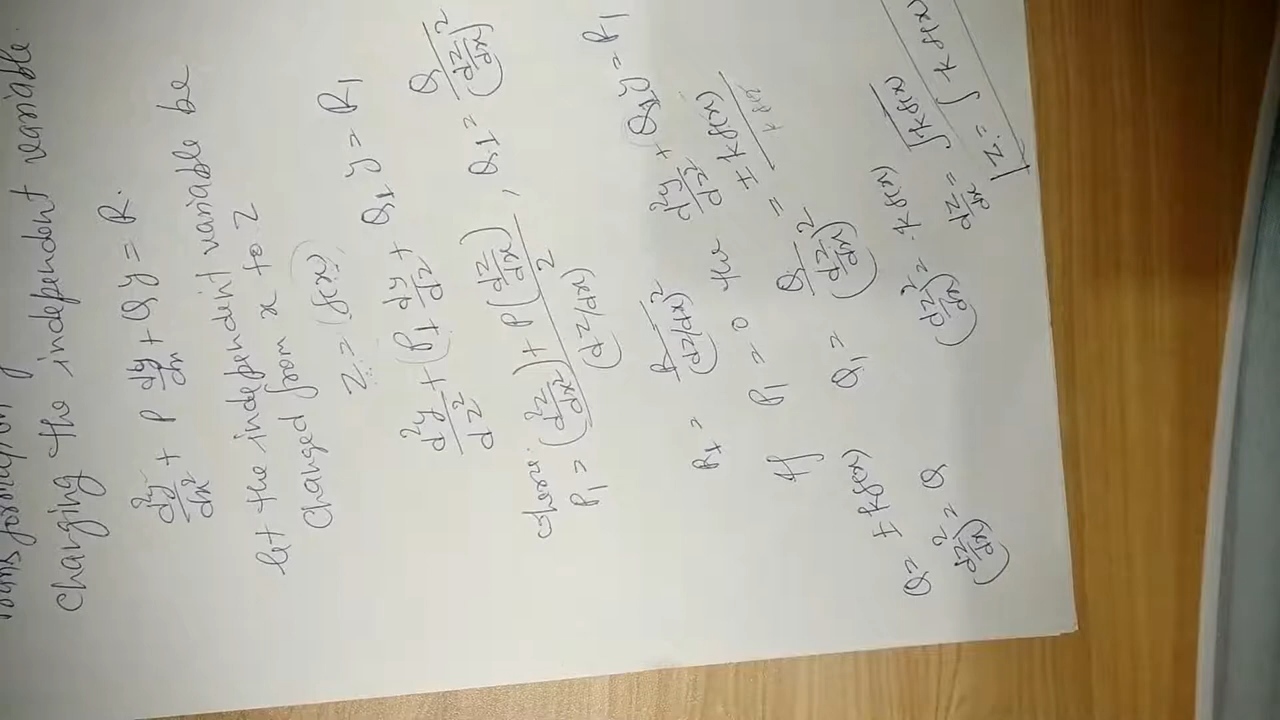 changing the independent variable.
d²y/dx² + P dy/dx + Qy = R.
let the independent variable be
changed from x to z
z = f(x)
d²y/dz² + (P₁ dy/dz) + Q₁y = R₁
where.
P₁ = ((d²z/dx²) + P(dz/dx))/(dz/dx)², Q₁ = Q/(dz/dx)²
R₁ = R/(dz/dx)²
d²y/dz² + Q₁y = R₁
If P₁ = 0 the
Q₁ = Q/(dz/dx)² = ± k f(x)/
Q = ± k f(x)
(dz/dx)² = k f(x)
(dz/dx)² = Q
dz/dx = √k f(x)
z = ∫√k f(x)